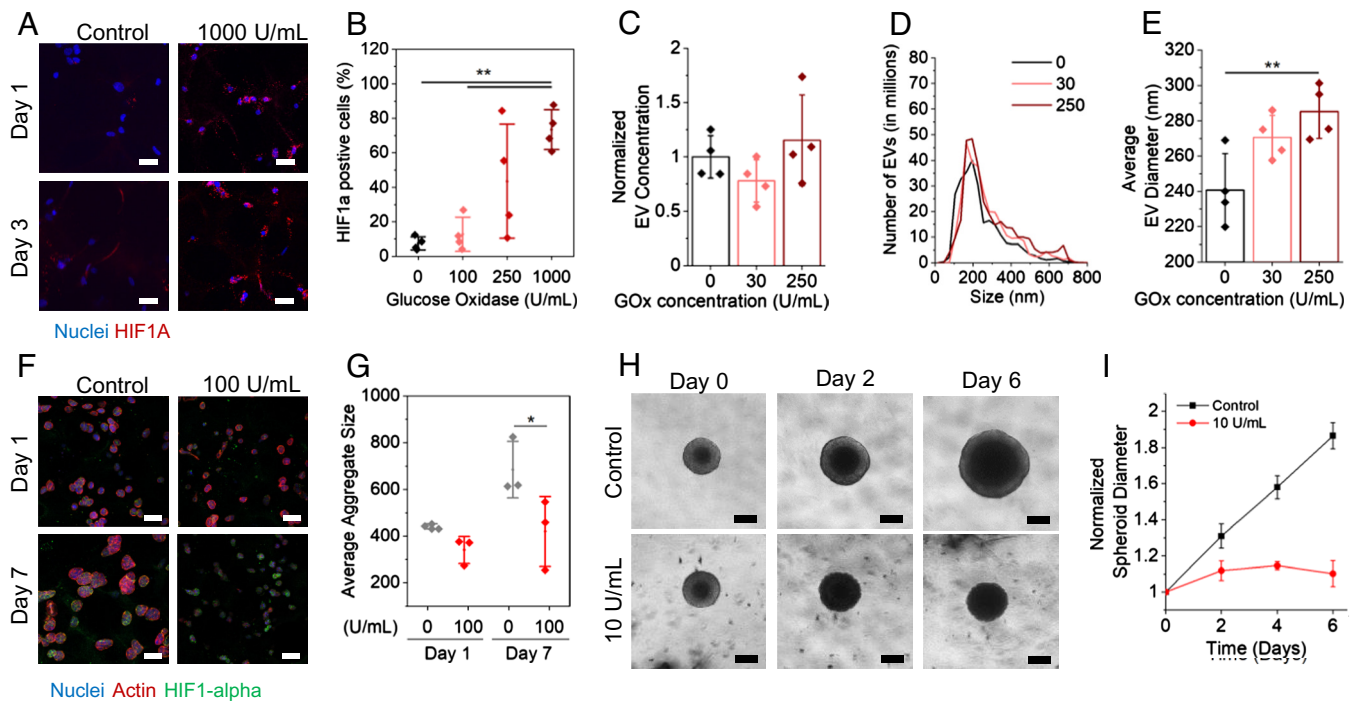 A
Control
1000 U/mL
Day 1
Day 3
Nuclei HIF1A
B
HIF1a postive cells (%)
120
100
80
60
40
20
0
**
0
100
250
1000
Glucose Oxidase (U/mL)
C
Normalized
EV Concentration
2
1.5
1
0.5
0
0
30
250
GOx concentration (U/mL)
D
Number of EVs (in millions)
80
70
60
50
40
30
20
10
0
0
30
250
0
200
400
600
800
Size (nm)
E
Average
EV Diameter (nm)
300
280
260
240
220
200
**
0
30
250
GOx concentration (U/mL)
F
Control
100 U/mL
Day 1
Day 7
Nuclei Actin HIF1-alpha
G
Average Aggregate Size
1000
800
600
400
200
*
(U/mL)
0
100
0
100
Day 1
Day 7
H
Day 0
Day 2
Day 6
Control
10 U/mL
I
Normalized
Spheroid Diameter
2
1.8
1.6
1.4
1.2
1
Control
10 U/mL
0
2
4
6
Time (Days)
Time (Days)